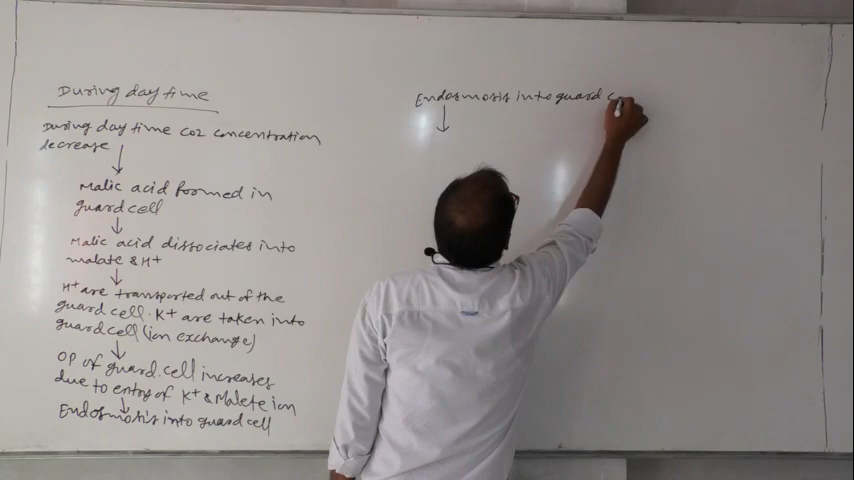 During day time
During day time CO2 concentration
decrease
Malic acid formed in
guard cell
Malic acid dissociates into
malate & H+
H+ are transported out of the
guard cell. K+ are taken into
guard cell (ion exchange)
OP of guard cell increases
due to entry of K+ & Malete ion
Endosmosis into guard cell
Endosmosis into guard c